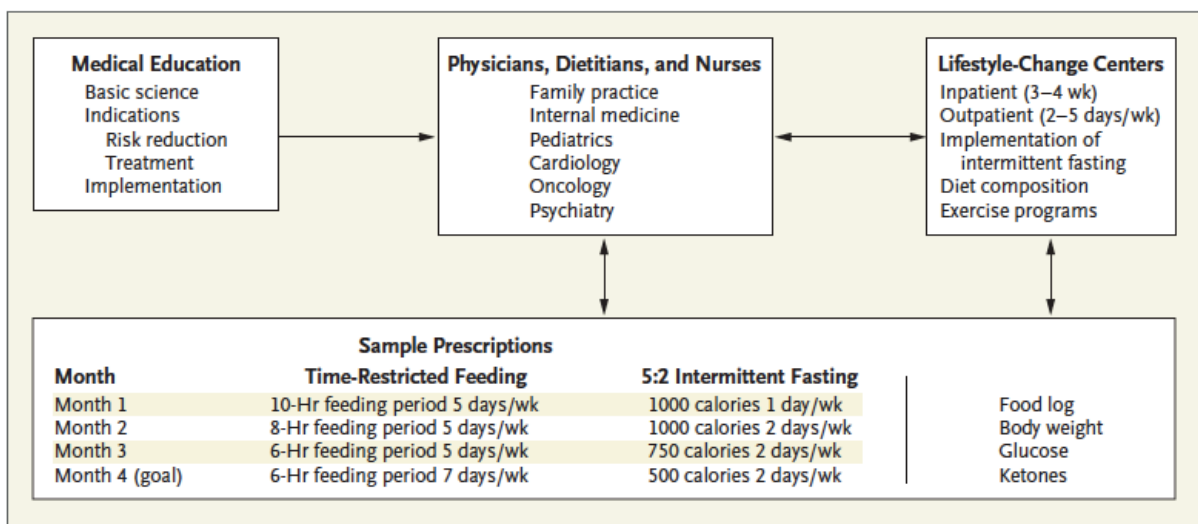 Medical Education
Basic science
Indications
Risk reduction
Treatment
Implementation
Physicians, Dietitians, and Nurses
Family practice
Internal medicine
Pediatrics
Cardiology
Oncology
Psychiatry
Lifestyle-Change Centers
Inpatient (3–4 wk)
Outpatient (2–5 days/wk)
Implementation of
intermittent fasting
Diet composition
Exercise programs
Sample Prescriptions
Month Time-Restricted Feeding 5:2 Intermittent Fasting
Month 1 10-Hr feeding period 5 days/wk 1000 calories 1 day/wk Food log
Month 2 8-Hr feeding period 5 days/wk 1000 calories 2 days/wk Body weight
Month 3 6-Hr feeding period 5 days/wk 750 calories 2 days/wk Glucose
Month 4 (goal) 6-Hr feeding period 7 days/wk 500 calories 2 days/wk Ketones